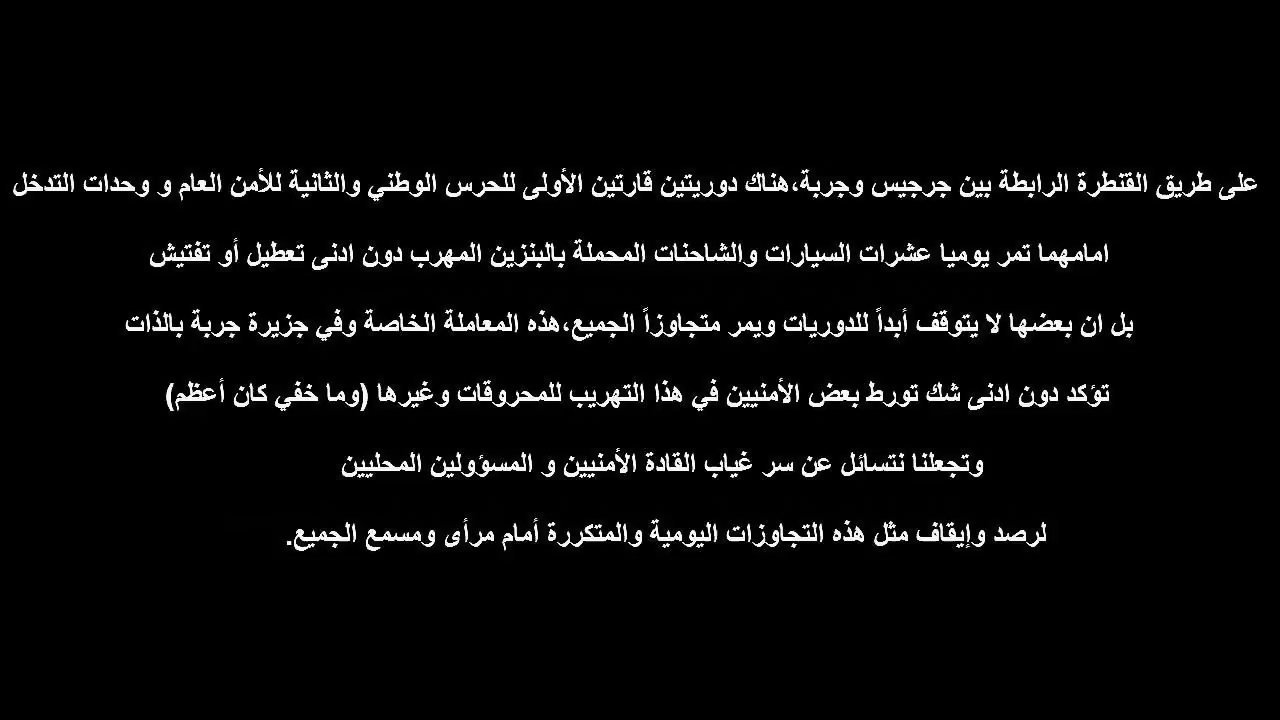 على طريق القنطرة الرابطة بين جرجيس وجربة،هناك دوريتين قارتين الأولى للحرس الوطني والثانية للأمن العام و وحدات التدخل
امامهما تمر يوميا عشرات السيارات والشاحنات المحملة بالبنزين المهرب دون ادنى تعطيل أو تفتيش
بل ان بعضها لا يتوقف أبداً للدوريات ويمر متجاوزاً الجميع،هذه المعاملة الخاصة وفي جزيرة جربة بالذات
تؤكد دون ادنى شك تورط بعض الأمنيين في هذا التهريب للمحروقات وغيرها (وما خفي كان أعظم)
وتجعلنا نتسائل عن سر غياب القادة الأمنيين و المسؤولين المحليين
لرصد وإيقاف مثل هذه التجاوزات اليومية والمتكررة أمام مرأى ومسمع الجميع.